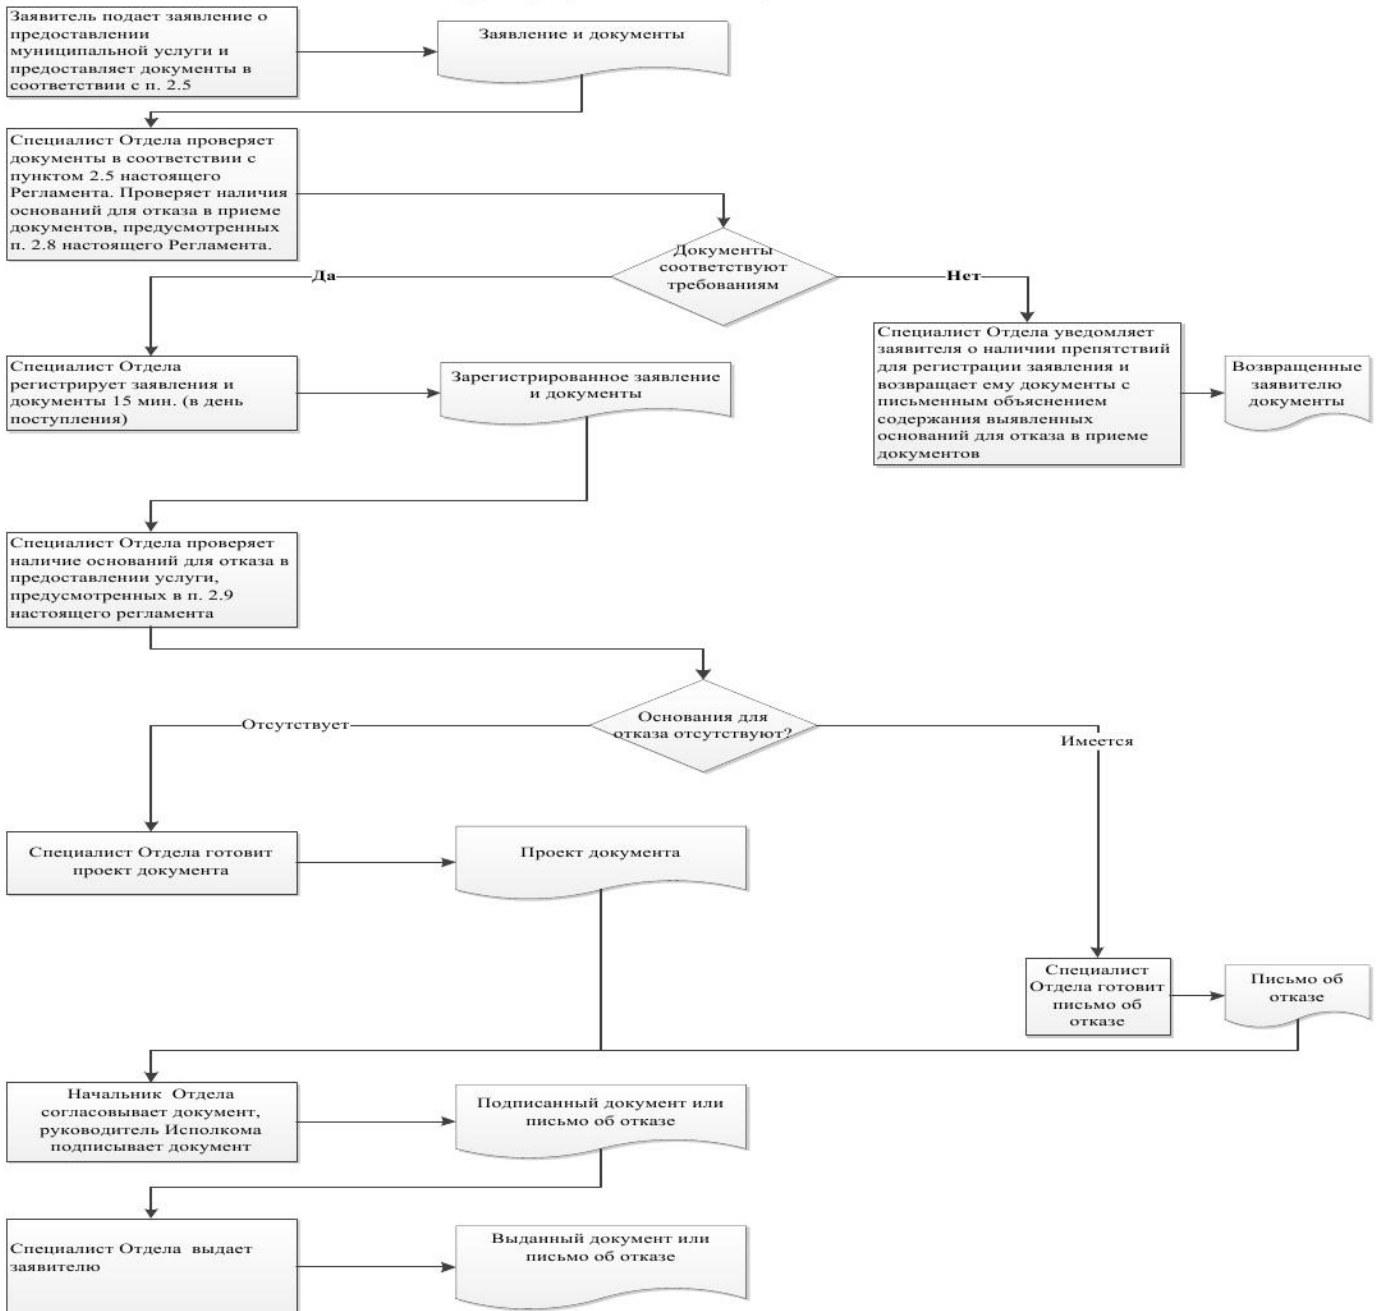 Заявитель подает заявление о
предоставлении
муниципальной услуги и
предоставляет документы в
соответствии с п. 2.5
Заявление и документы
Специалист Отдела проверяет
документы в соответствии с
пунктом 2.5 настоящего
Регламента. Проверяет наличия
оснований для отказа в приеме
документов, предусмотренных
п. 2.8 настоящего Регламента.
Документы
соответствуют
требованиям
Да
Нет
Специалист Отдела
регистрирует заявления и
документы 15 мин. (в день
поступления)
Зарегистрированное заявление
и документы
Специалист Отдела уведомляет
заявителя о наличии препятствий
для регистрации заявления и
возвращает ему документы с
письменным объяснением
содержания выявленных
оснований для отказа в приеме
документов
Возвращенные
заявителю
документы
Специалист Отдела проверяет
наличие оснований для отказа в
предоставлении услуги,
предусмотренных в п. 2.9
настоящего регламента
Основания для
отказа отсутствуют?
Отсутствует
Имеется
Специалист Отдела готовит
проект документа
Проект документа
Специалист
Отдела готовит
письмо об
отказе
Письмо об
отказе
Начальник Отдела
согласовывает документ,
руководитель Исполкома
подписывает документ
Подписанный документ или
письмо об отказе
Специалист Отдела выдает
заявителю
Выданный документ или
письмо об отказе